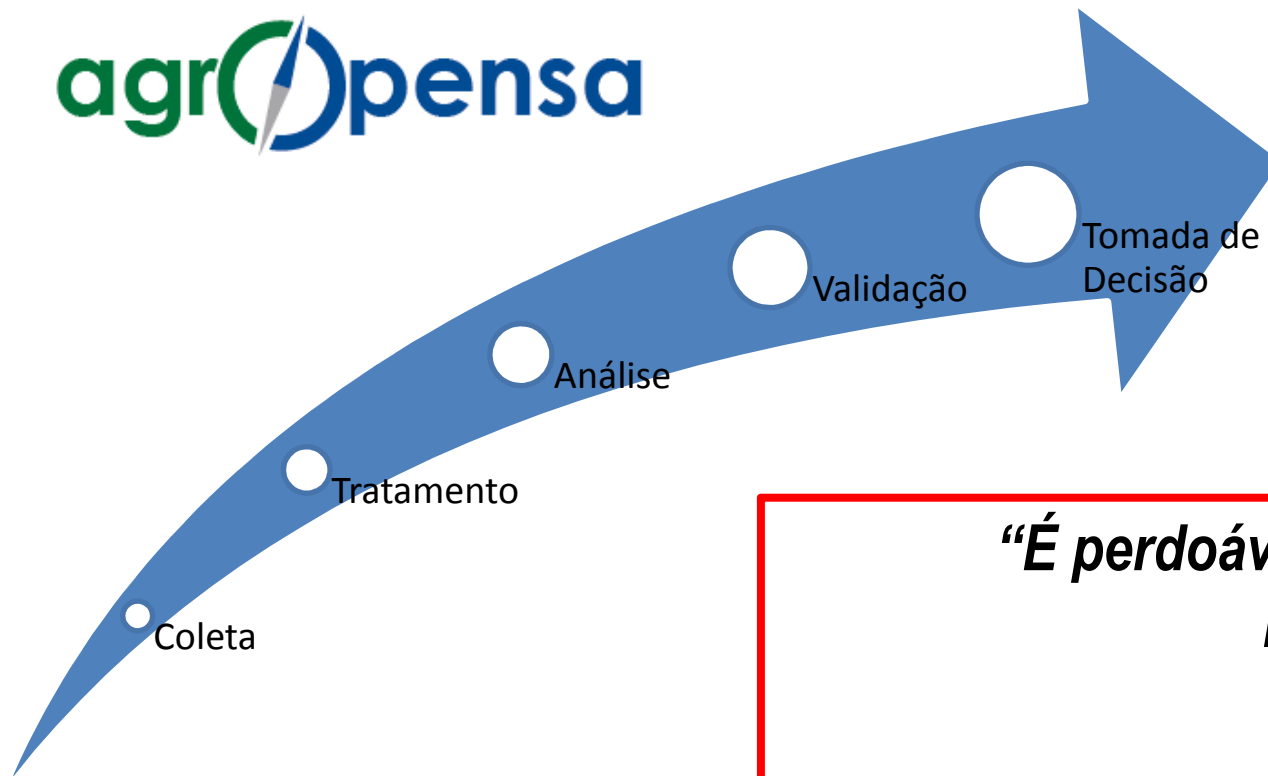 agropensa
Tomada de
Decisão
Validação
Análise
Tratamento
Coleta
“É perdoáv